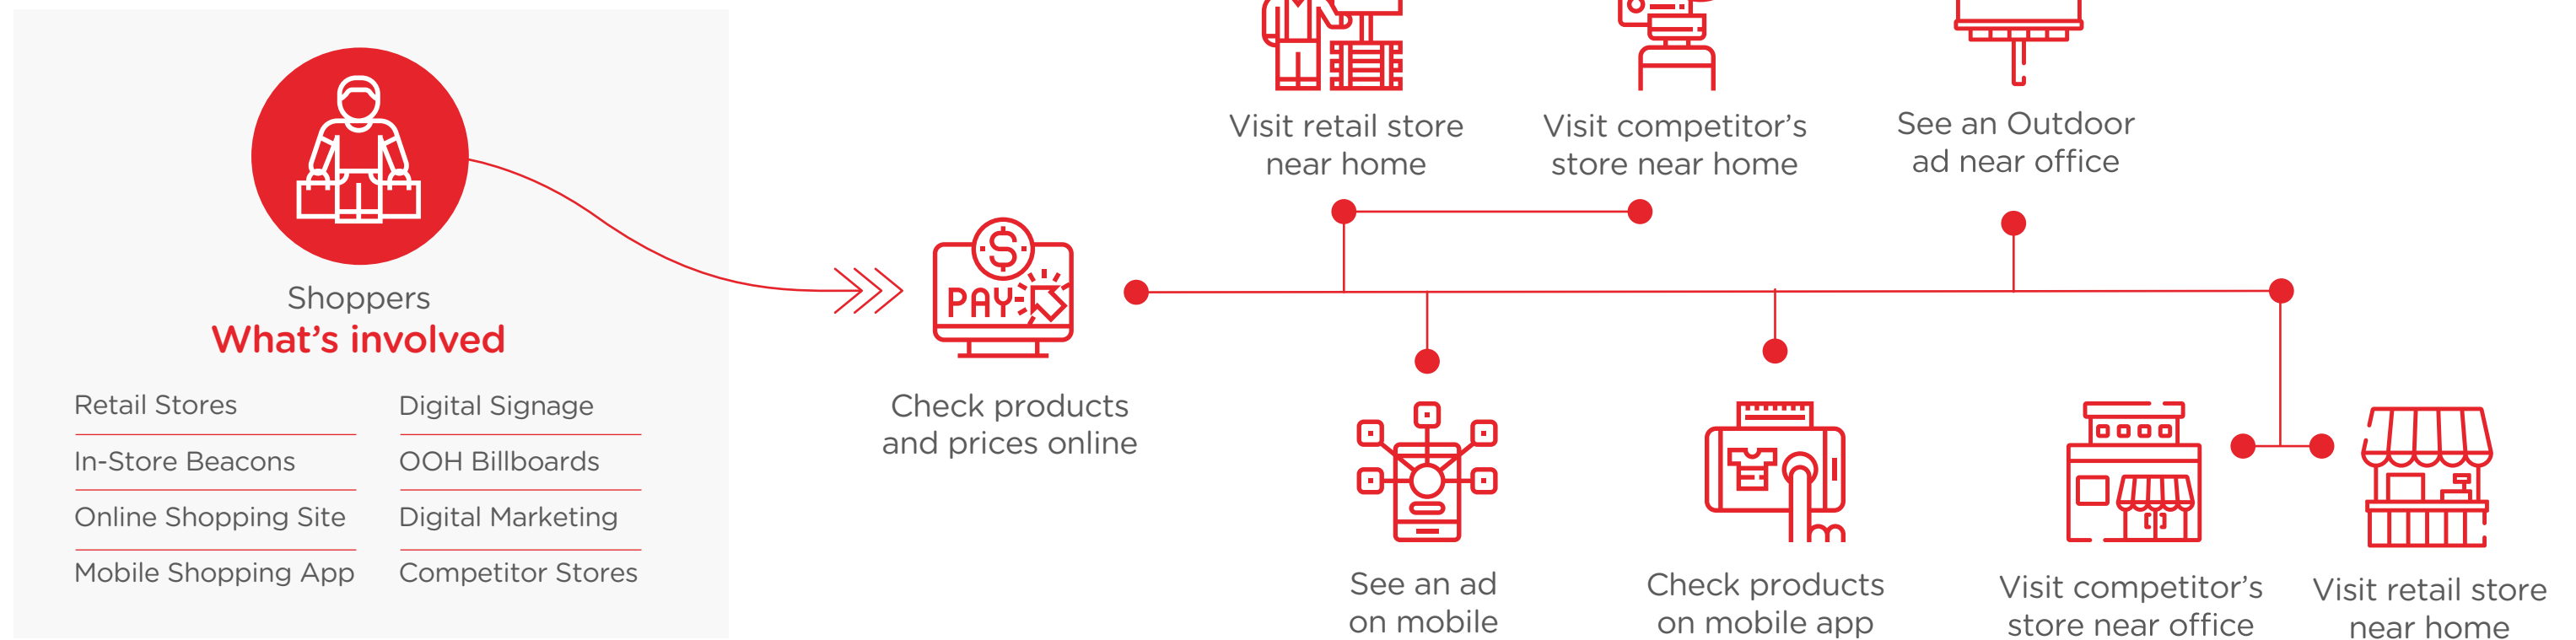 Shoppers
What's involved
Retail Stores
Digital Signage
In-Store Beacons
OOH Billboards
Online Shopping Site
Digital Marketing
Mobile Shopping App
Competitor Stores
$
PAY
Check products
and prices online
Visit retail store
near home
Visit competitor's
store near home
See an Outdoor
ad near office
See an ad
on mobile
Check products
on mobile app
Visit competitor's
store near office
Visit retail store
near home